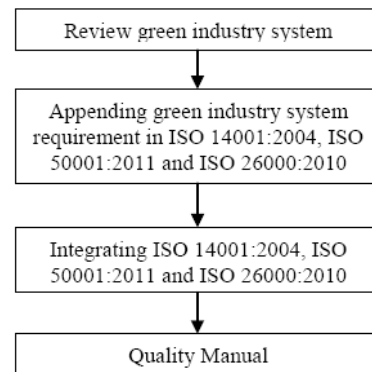 Review green industry system
Appending green industry system
requirement in ISO 14001:2004, ISO
50001:2011 and ISO 26000:2010
Integrating ISO 14001:2004, ISO
50001:2011 and ISO 26000:2010
Quality Manual